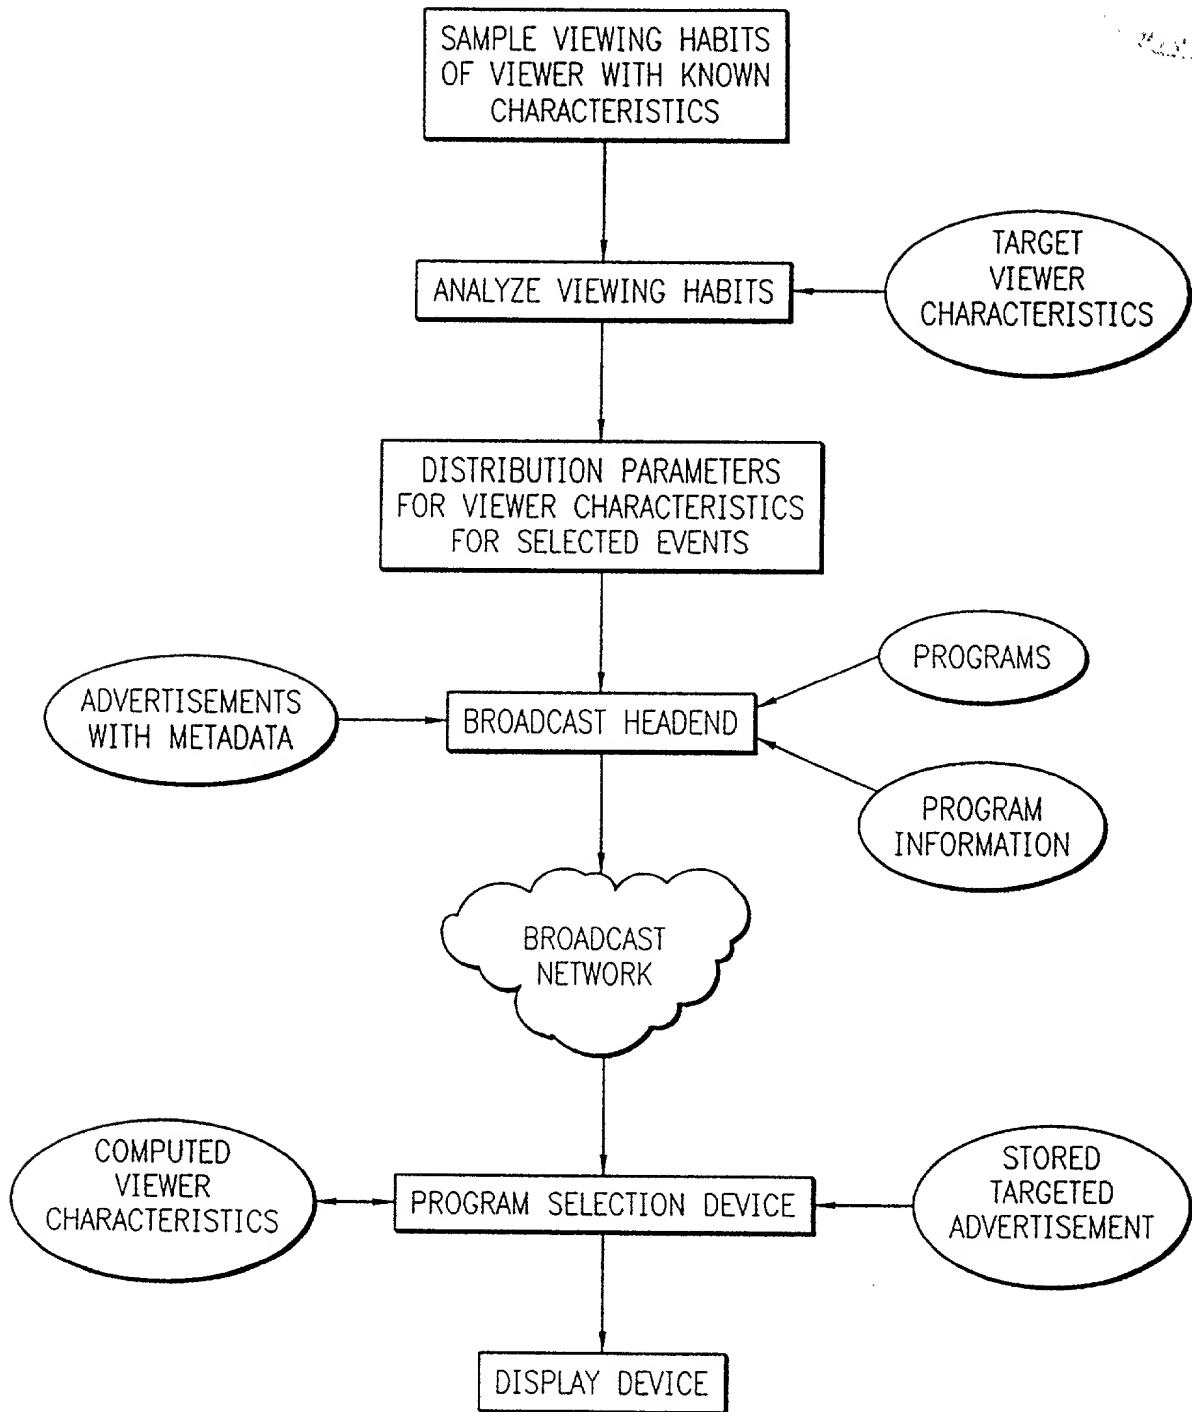 SAMPLE VIEWING HABITS
OF VIEWER WITH KNOWN
CHARACTERISTICS
TARGET
VIEWER
CHARACTERISTICS
ANALYZE VIEWING HABITS
DISTRIBUTION PARAMETERS
FOR VIEWER CHARACTERISTICS
FOR SELECTED EVENTS
PROGRAMS
ADVERTISEMENTS
WITH METADATA
BROADCAST HEADEND
PROGRAM
INFORMATION
BROADCAST
NETWORK
COMPUTED
VIEWER
CHARACTERISTICS
PROGRAM SELECTION DEVICE
STORED
TARGETED
ADVERTISEMENT
DISPLAY DEVICE